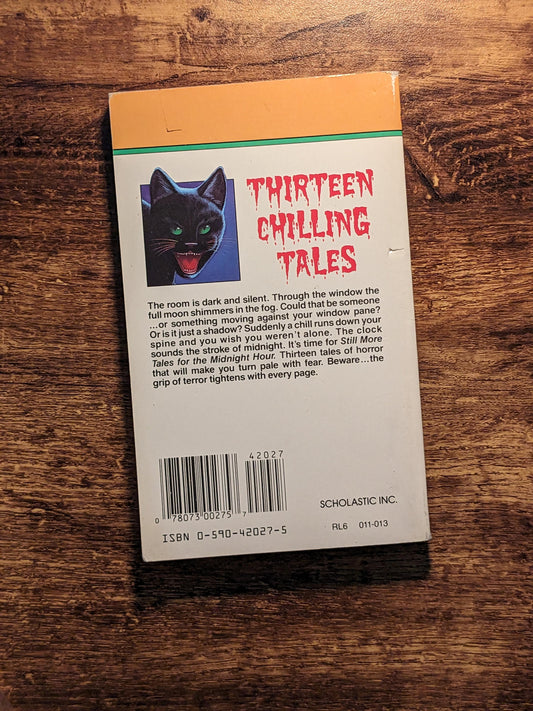 THIRTEEN
CHILLING
TALES
The room is dark and silent. Through the window the
full moon shimmers in the fog. Could that be someone
...or something moving against your window pane?
Or is it just a shadow? Suddenly a chill runs down your
spine and you wish you weren't alone. The clock
sounds the stroke of midnight. It's time for Still More
Tales for the Midnight Hour. Thirteen tales of horror
that will make you turn pale with fear. Beware...the
grip of terror tightens with every page.
42027
0 78073 00275 7
ISBN 0-590-42027-5
SCHOLASTIC INC.
RL6 011-013